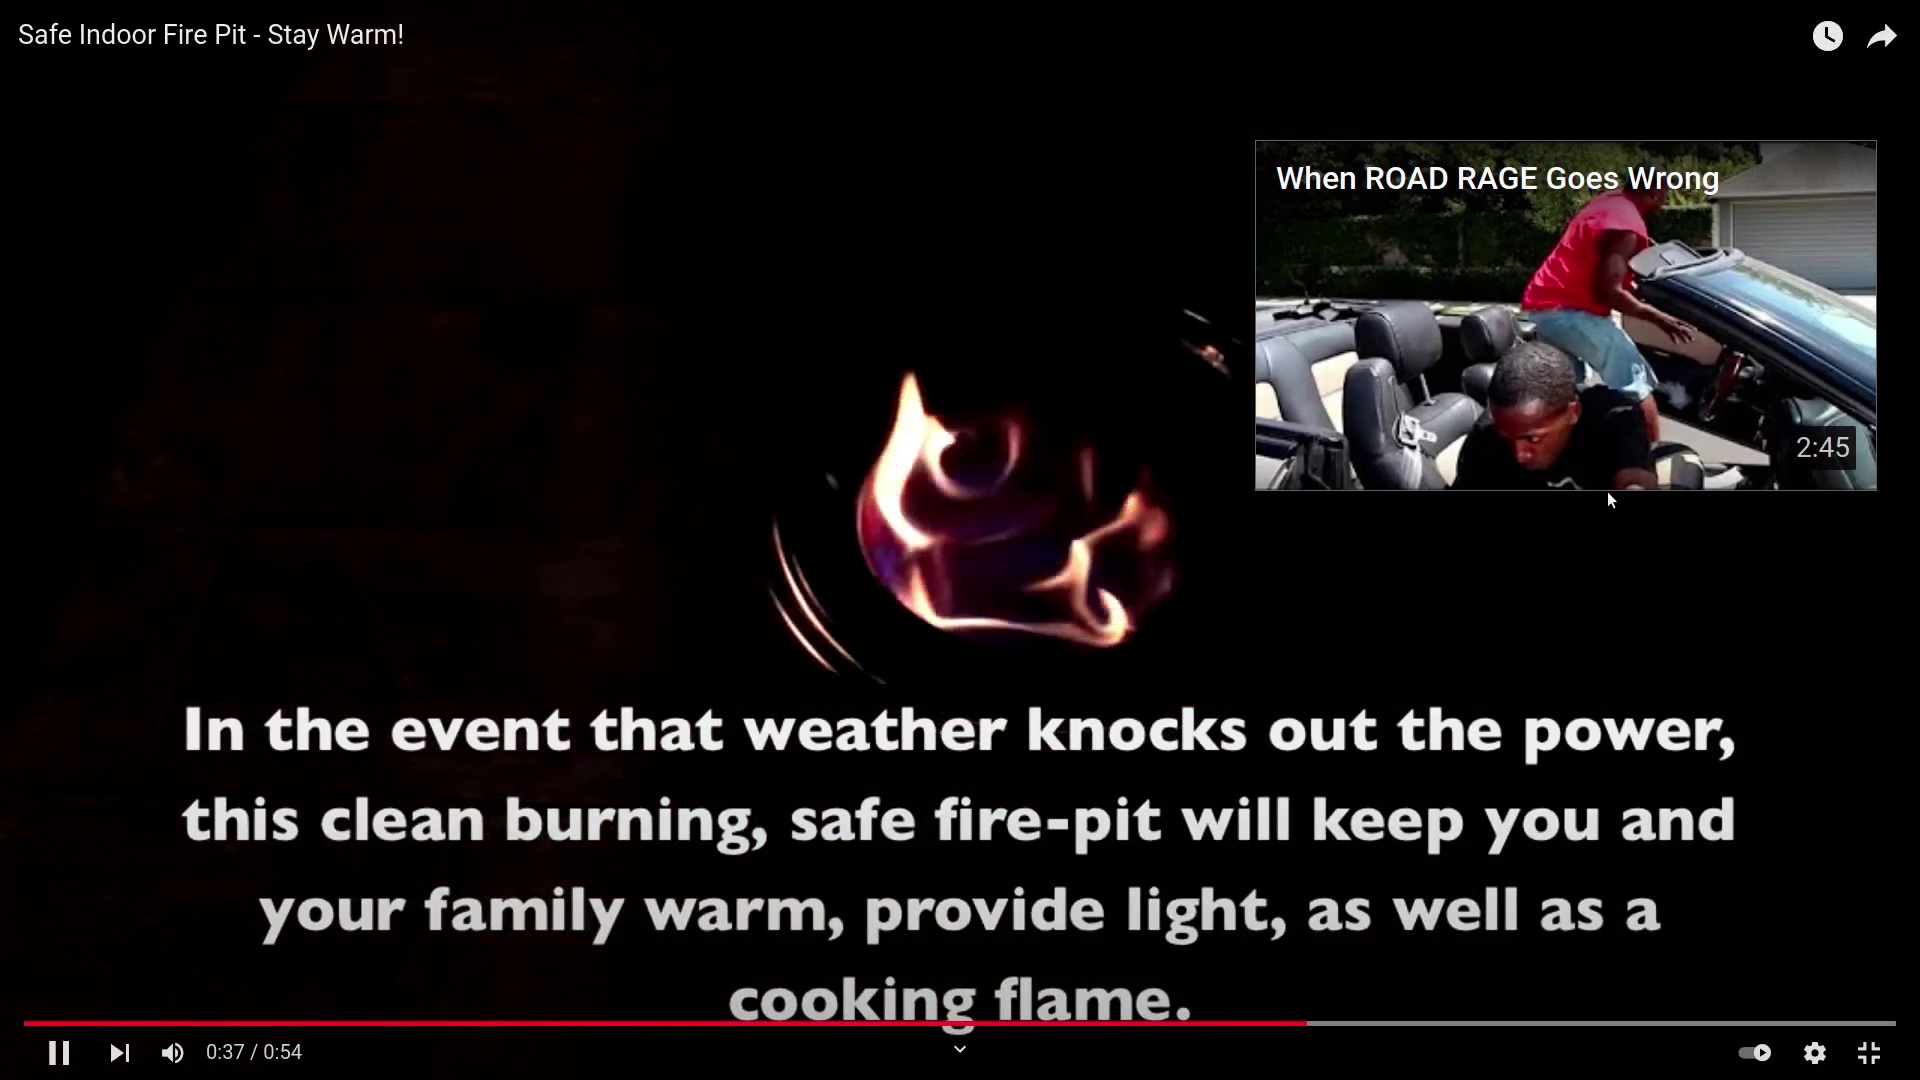 Safe Indoor Fire Pit - Stay Warm!
When ROAD RAGE Goes Wrong
2:45
In the event that weather knocks out the power,
this clean burning, safe fire-pit will keep you and
your family warm, provide light, as well as a
cooking flame.
0:37 / 0:54